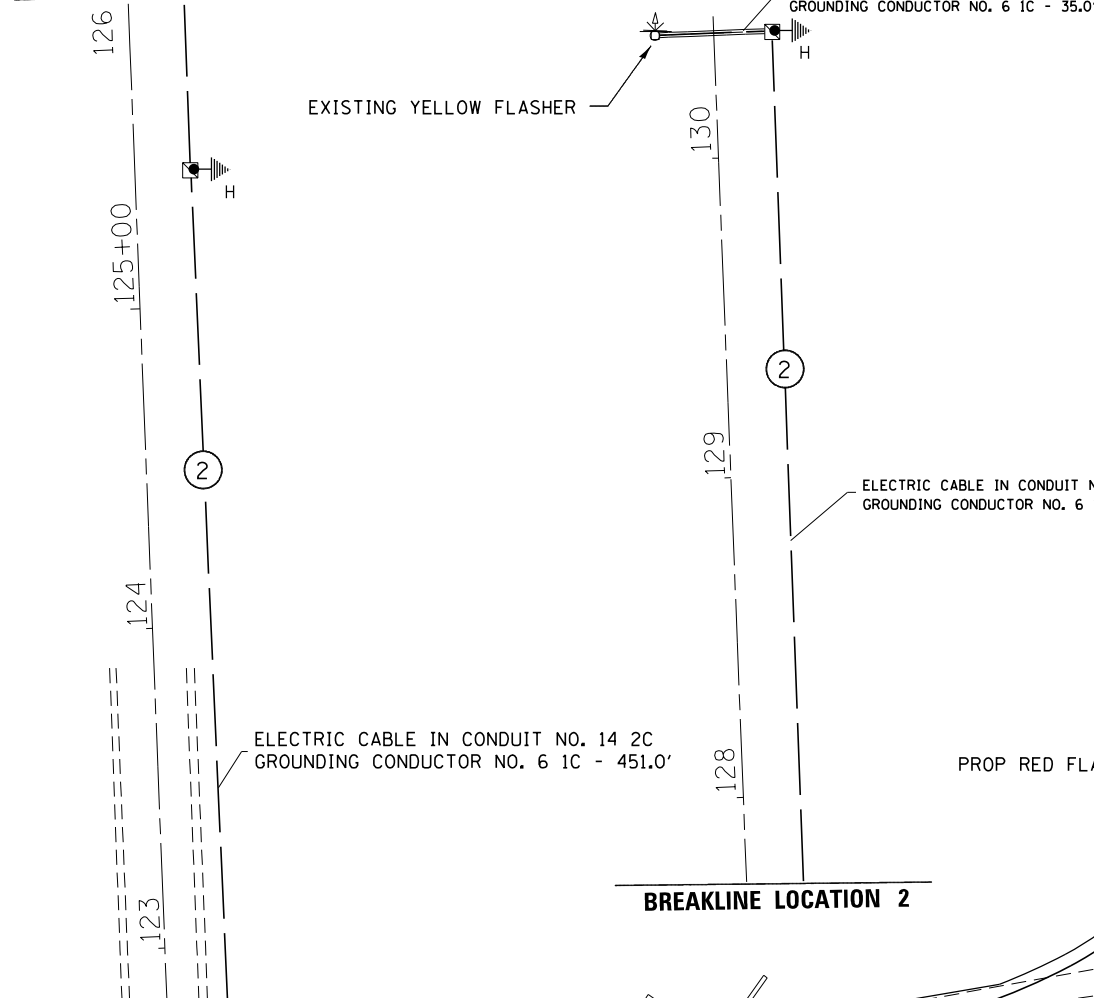 GROUNDING CONDUCTOR NO. 6 1C - 35.0'
126
H
EXISTING YELLOW FLASHER
130
H
125+00
2
129
2
ELECTRIC CABLE IN CONDUIT N
GROUNDING CONDUCTOR NO. 6
124
ELECTRIC CABLE IN CONDUIT NO. 14 2C
GROUNDING CONDUCTOR NO. 6 1C - 451.0'
128
PROP RED FLA
BREAKLINE LOCATION 2
123